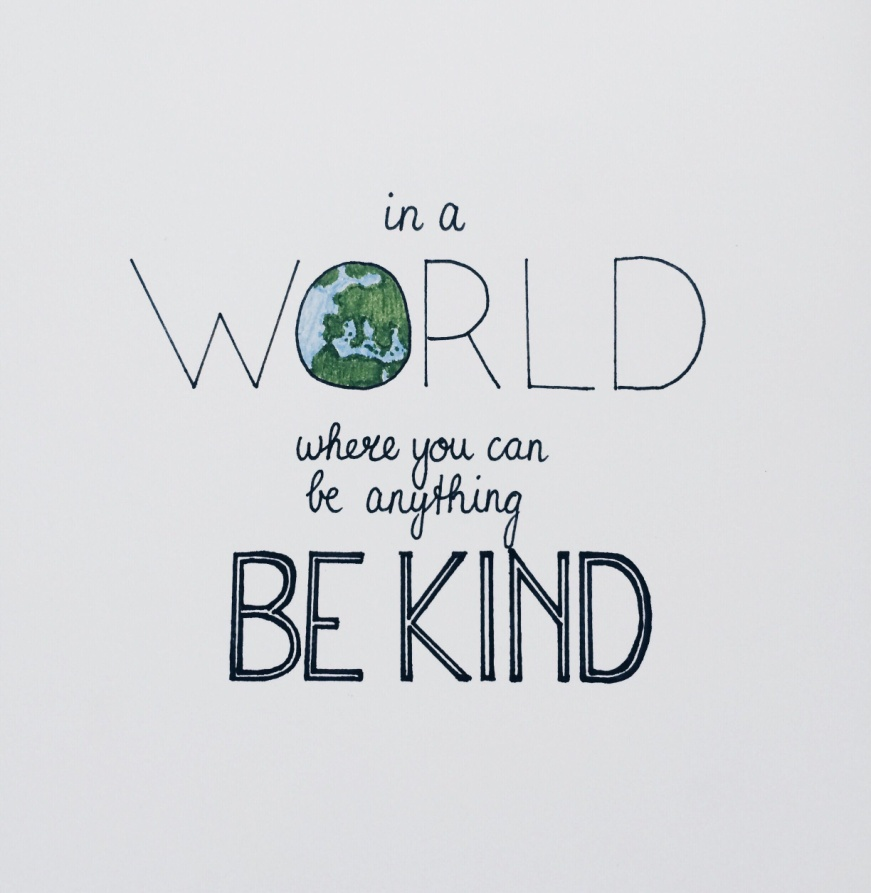 in a
WORLD
where you can
be anything
BE KIND